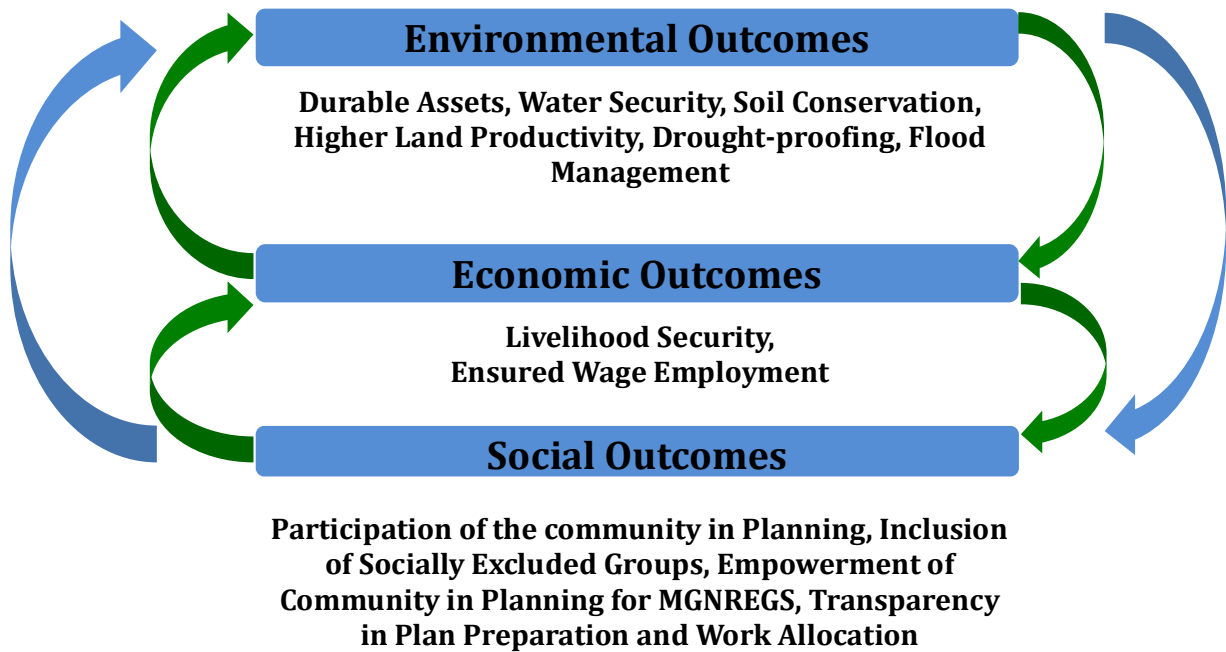 Environmental Outcomes
Durable Assets, Water Security, Soil Conservation,
Higher Land Productivity, Drought-proofing, Flood
Management
Economic Outcomes
Livelihood Security,
Ensured Wage Employment
Social Outcomes
Participation of the community in Planning, Inclusion
of Socially Excluded Groups, Empowerment of
Community in Planning for MGNREGS, Transparency
in Plan Preparation and Work Allocation